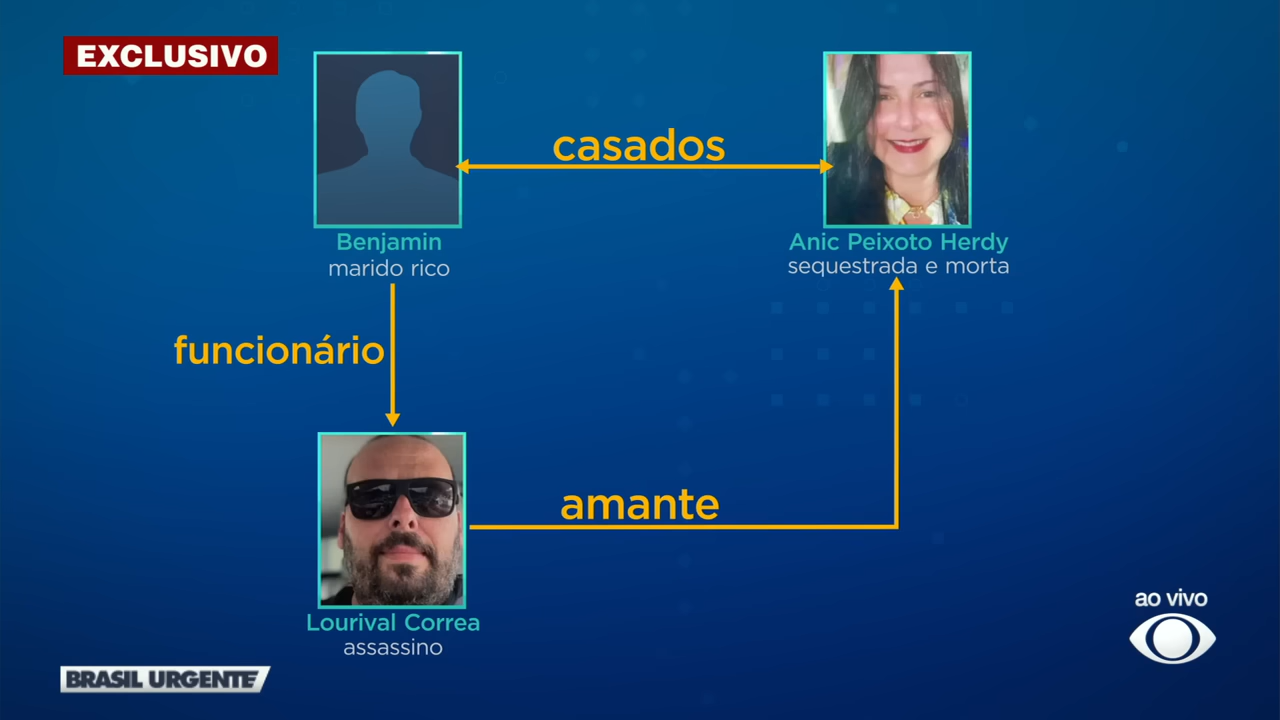 EXCLUSIVO
casados
Benjamin
marido rico
Anic Peixoto Herdy
sequestrada e morta
funcionário
amante
Lourival Correa
assassino
ao vivo
BRASIL URGENTE